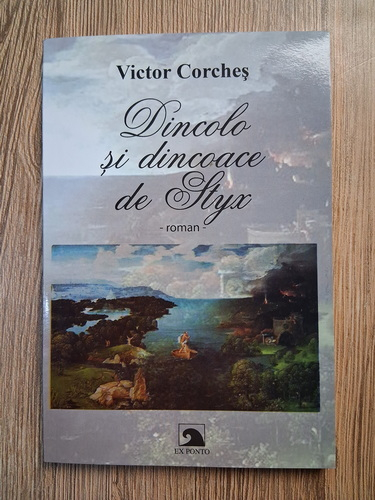 Victor Corcheş
Dincolo
şi dincoace
de Styx
- roman -
EX PONTO